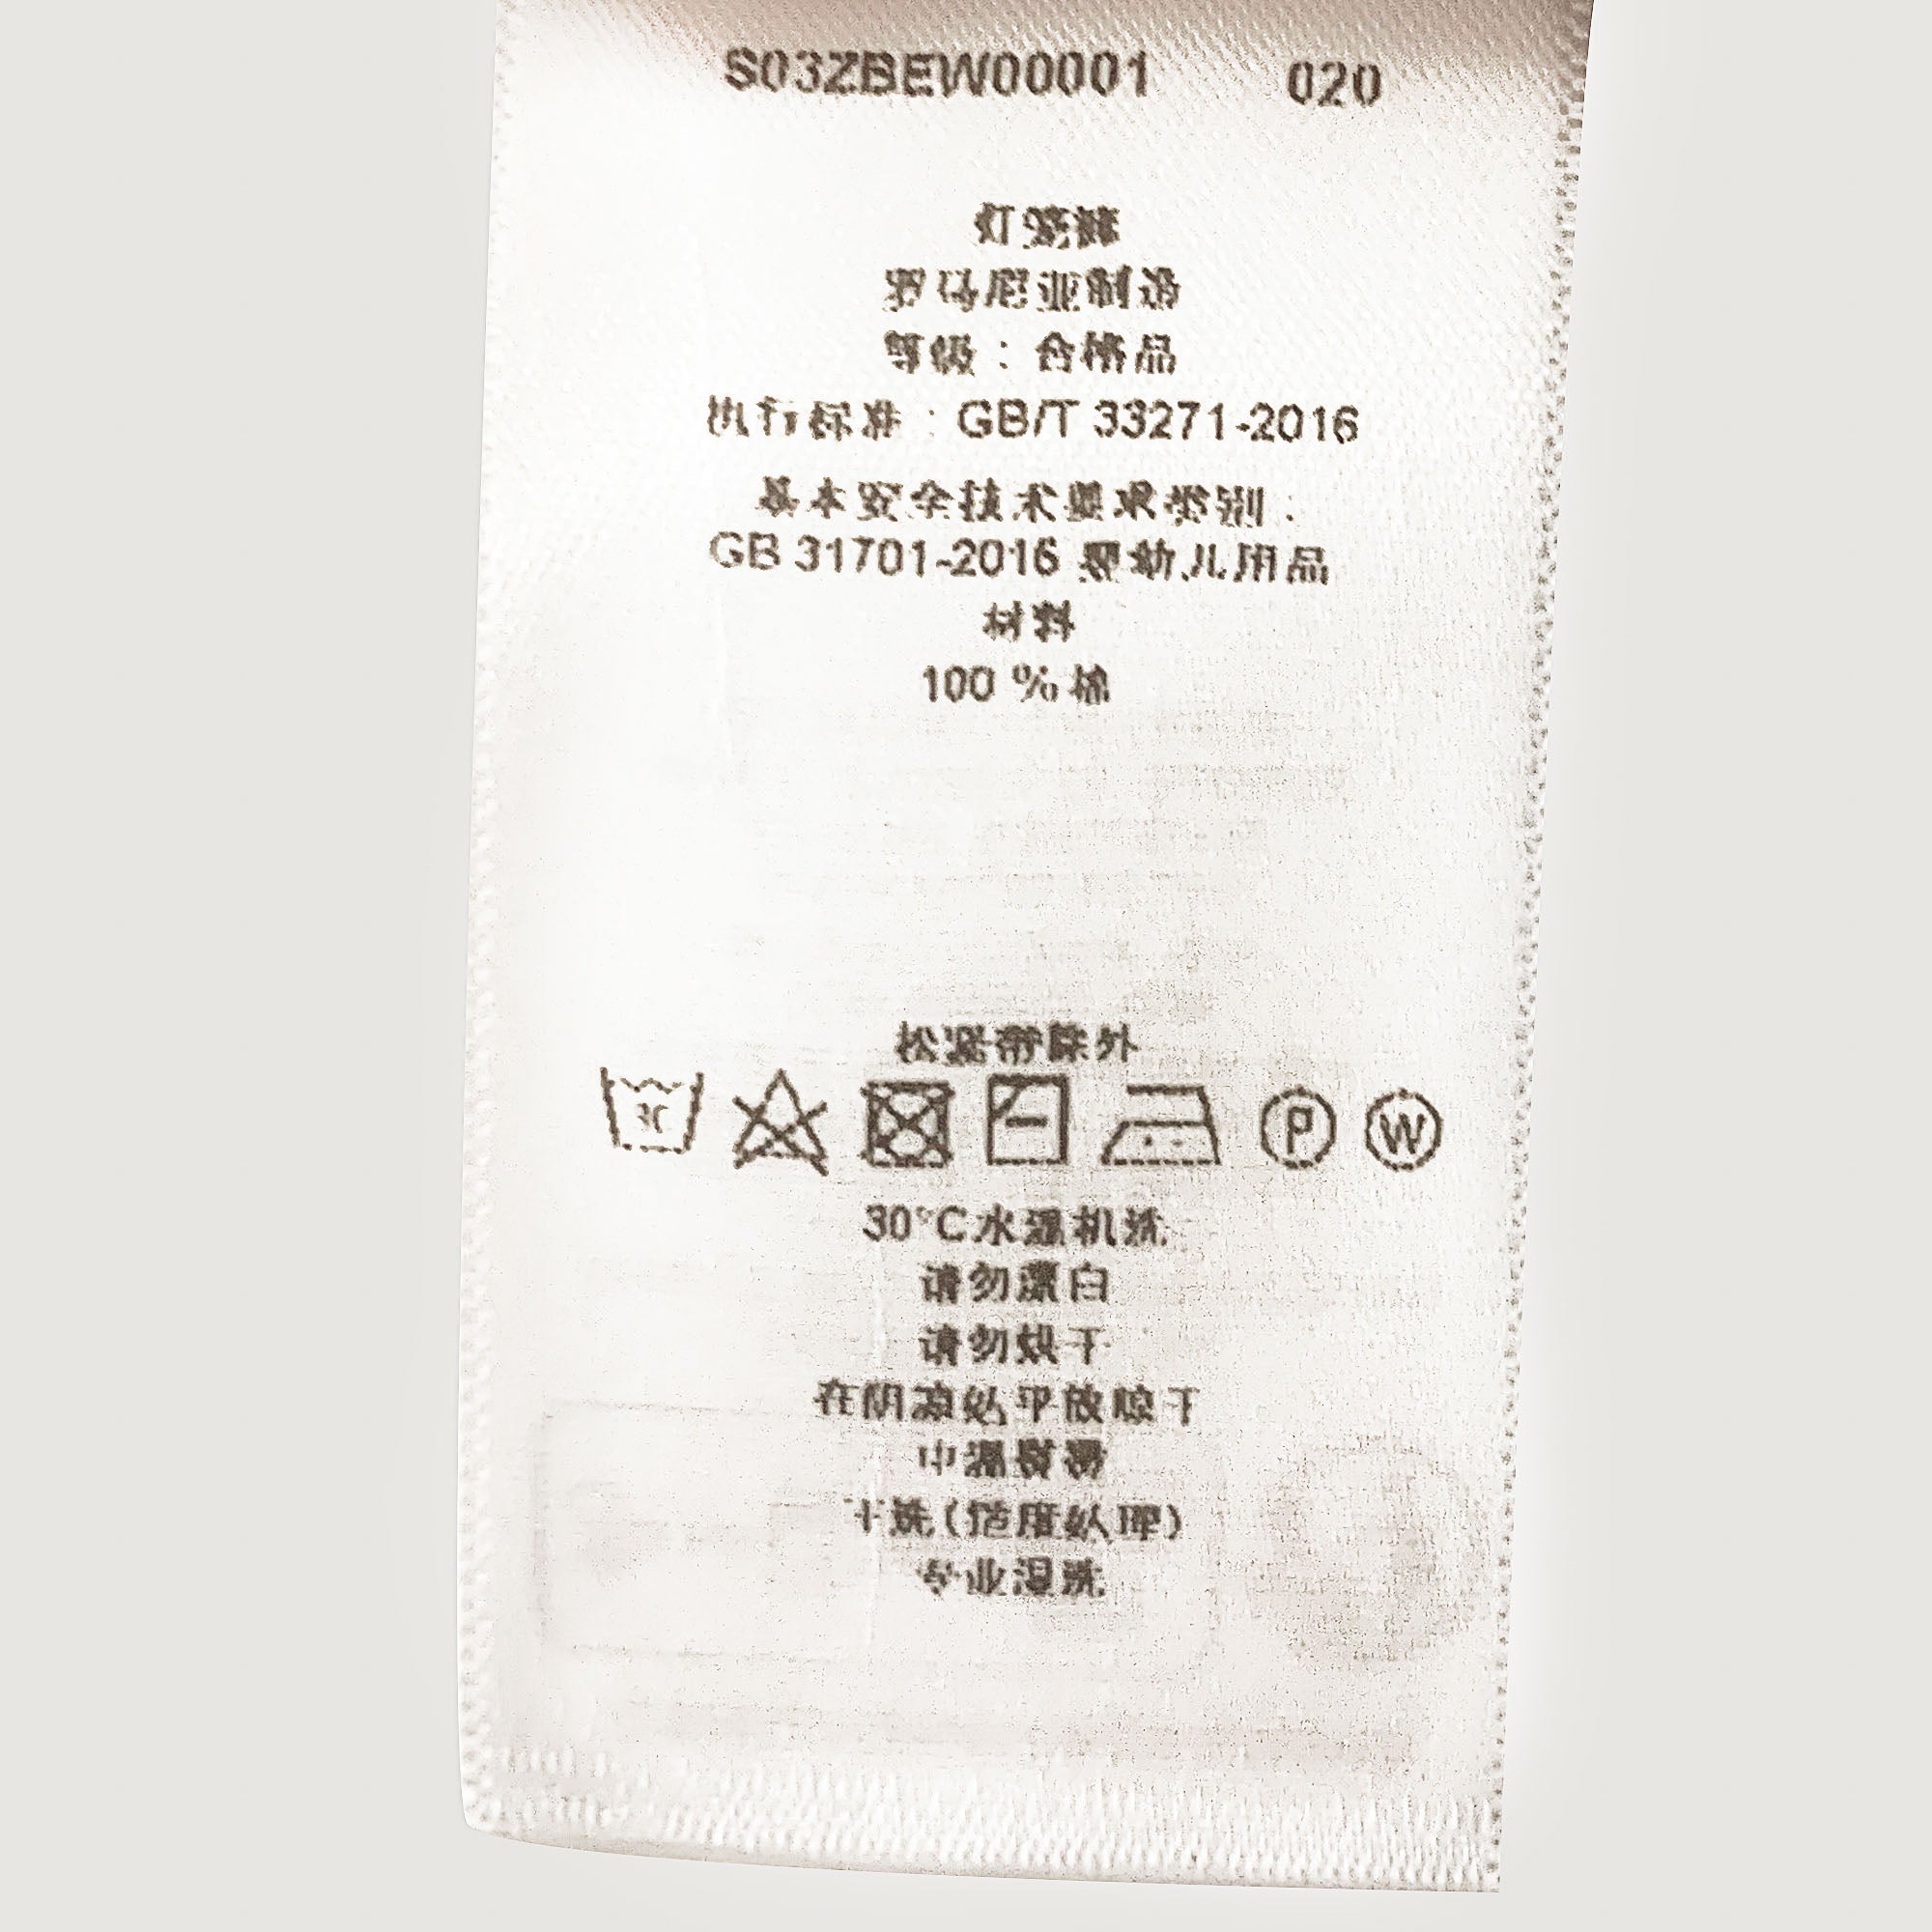 S03ZBEW00001 020
灯笼裤
罗马尼亚制造
等级：合格品
执行标准：GB/T 33271-2016
基本安全技术要求类别：
GB 31701-2016 婴幼儿用品
材料
100 % 棉
松紧带除外
30
P
W
30°C水温机洗
请勿漂白
请勿烘干
在阴凉处平放晾干
中温熨烫
干洗(适度处理)
专业湿洗